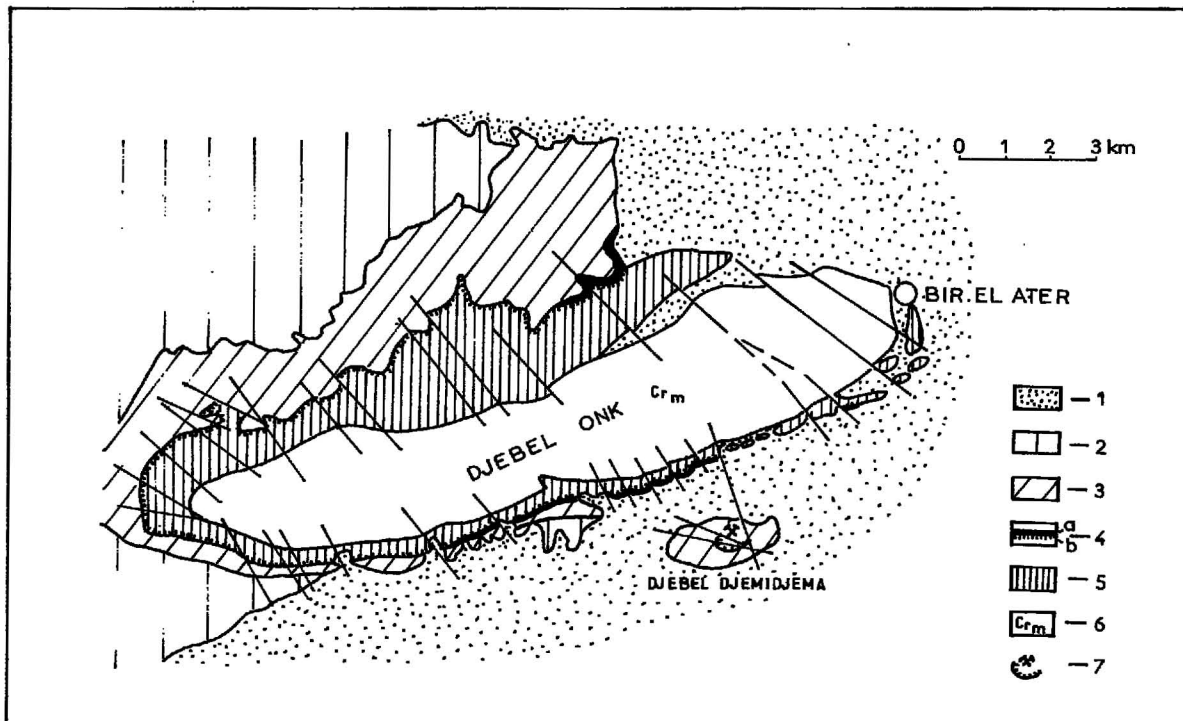 0 1 2 3 km
BIR.EL ATER
Crm
DJEBEL ONK
DJEBEL DJEMIDJEMA
1
2
3
a
b 4
5
Crm 6
7